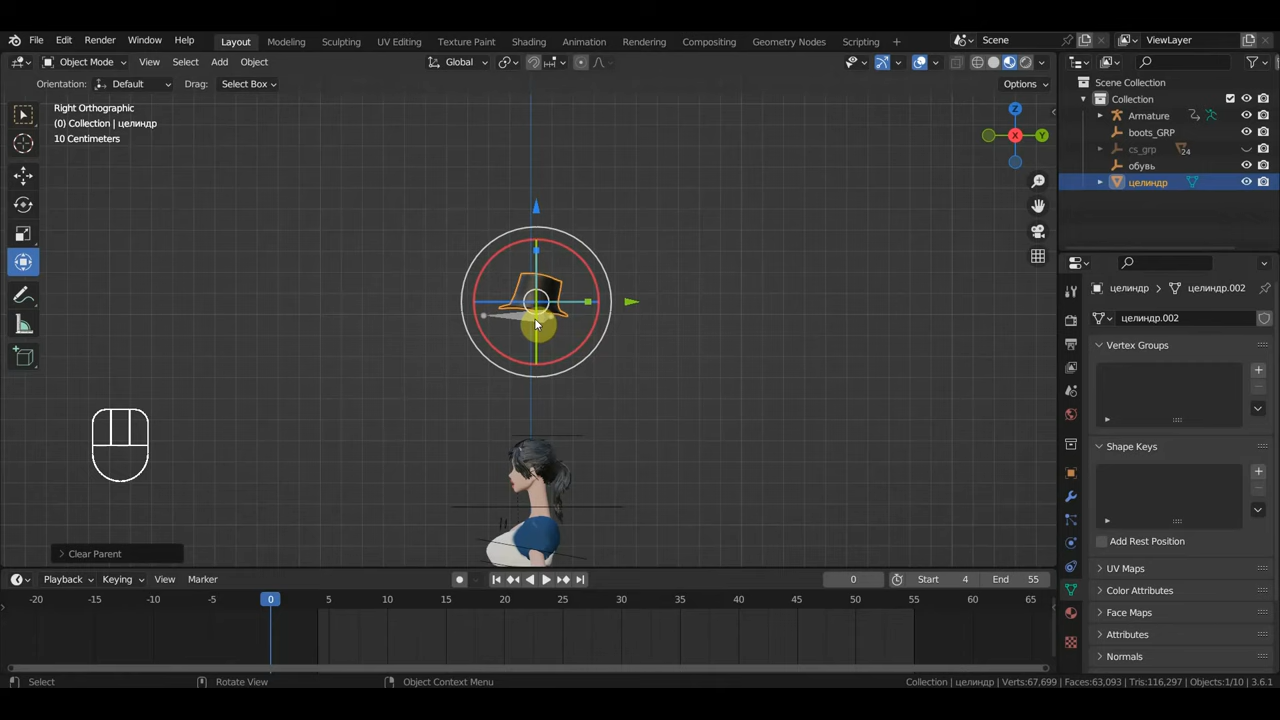 File Edit Render Window Help Layout Modeling Sculpting UV Editing Texture Paint Shading Animation Rendering Compositing Geometry Nodes Scripting + Scene ViewLayer
Object Mode View Select Add Object Global Options
Orientation: Default Drag: Select Box
Right Orthographic
(0) Collection | целиндр
10 Centimeters
Z
X
Y
Clear Parent
Scene Collection
Collection
Armature
boots_GRP
cs_grp 24
обувь
целиндр
целиндр целиндр.002
целиндр.002
Vertex Groups
Shape Keys
Add Rest Position
UV Maps
Color Attributes
Face Maps
Attributes
Normals
Playback Keying View Marker 0 Start 4 End 55
-20 -15 -10 -5 0 5 10 15 20 25 30 35 40 45 50 55 60 65
Select Rotate View Object Context Menu Collection | целиндр | Verts:67,699 | Faces:63,093 | Tris:116,297 | Objects:1/10 | 3.6.1